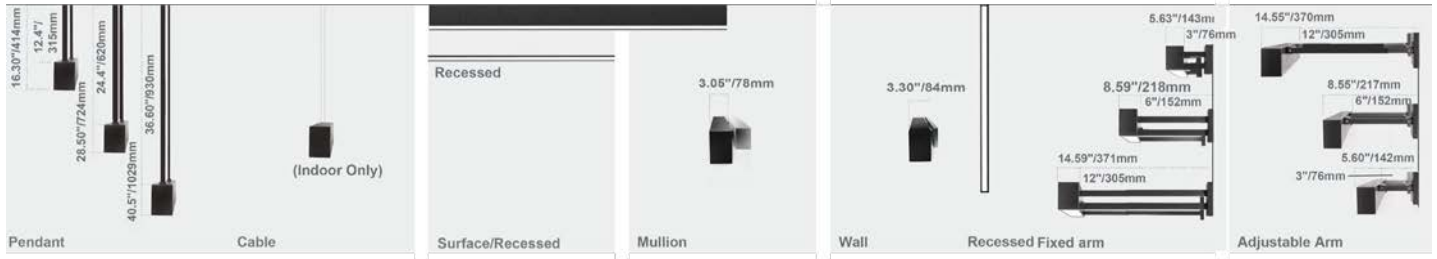 16.30"/414mm
12.4"/
315mm
28.50"/724mm
24.4"/620mm
40.5"/1029mm
36.60"/930mm
(Indoor Only)
Pendant
Cable
Recessed
Surface/Recessed
3.05"/78mm
Mullion
3.30"/84mm
Wall
Recessed
5.63"/143m
3"/76mm
8.59"/218mm
6"/152mm
14.59"/371mm
12"/305mm
Fixed arm
14.55"/370mm
12"/305mm
8.55"/217mm
6"/152mm
5.60"/142mm
3"/76mm
Adjustable Arm